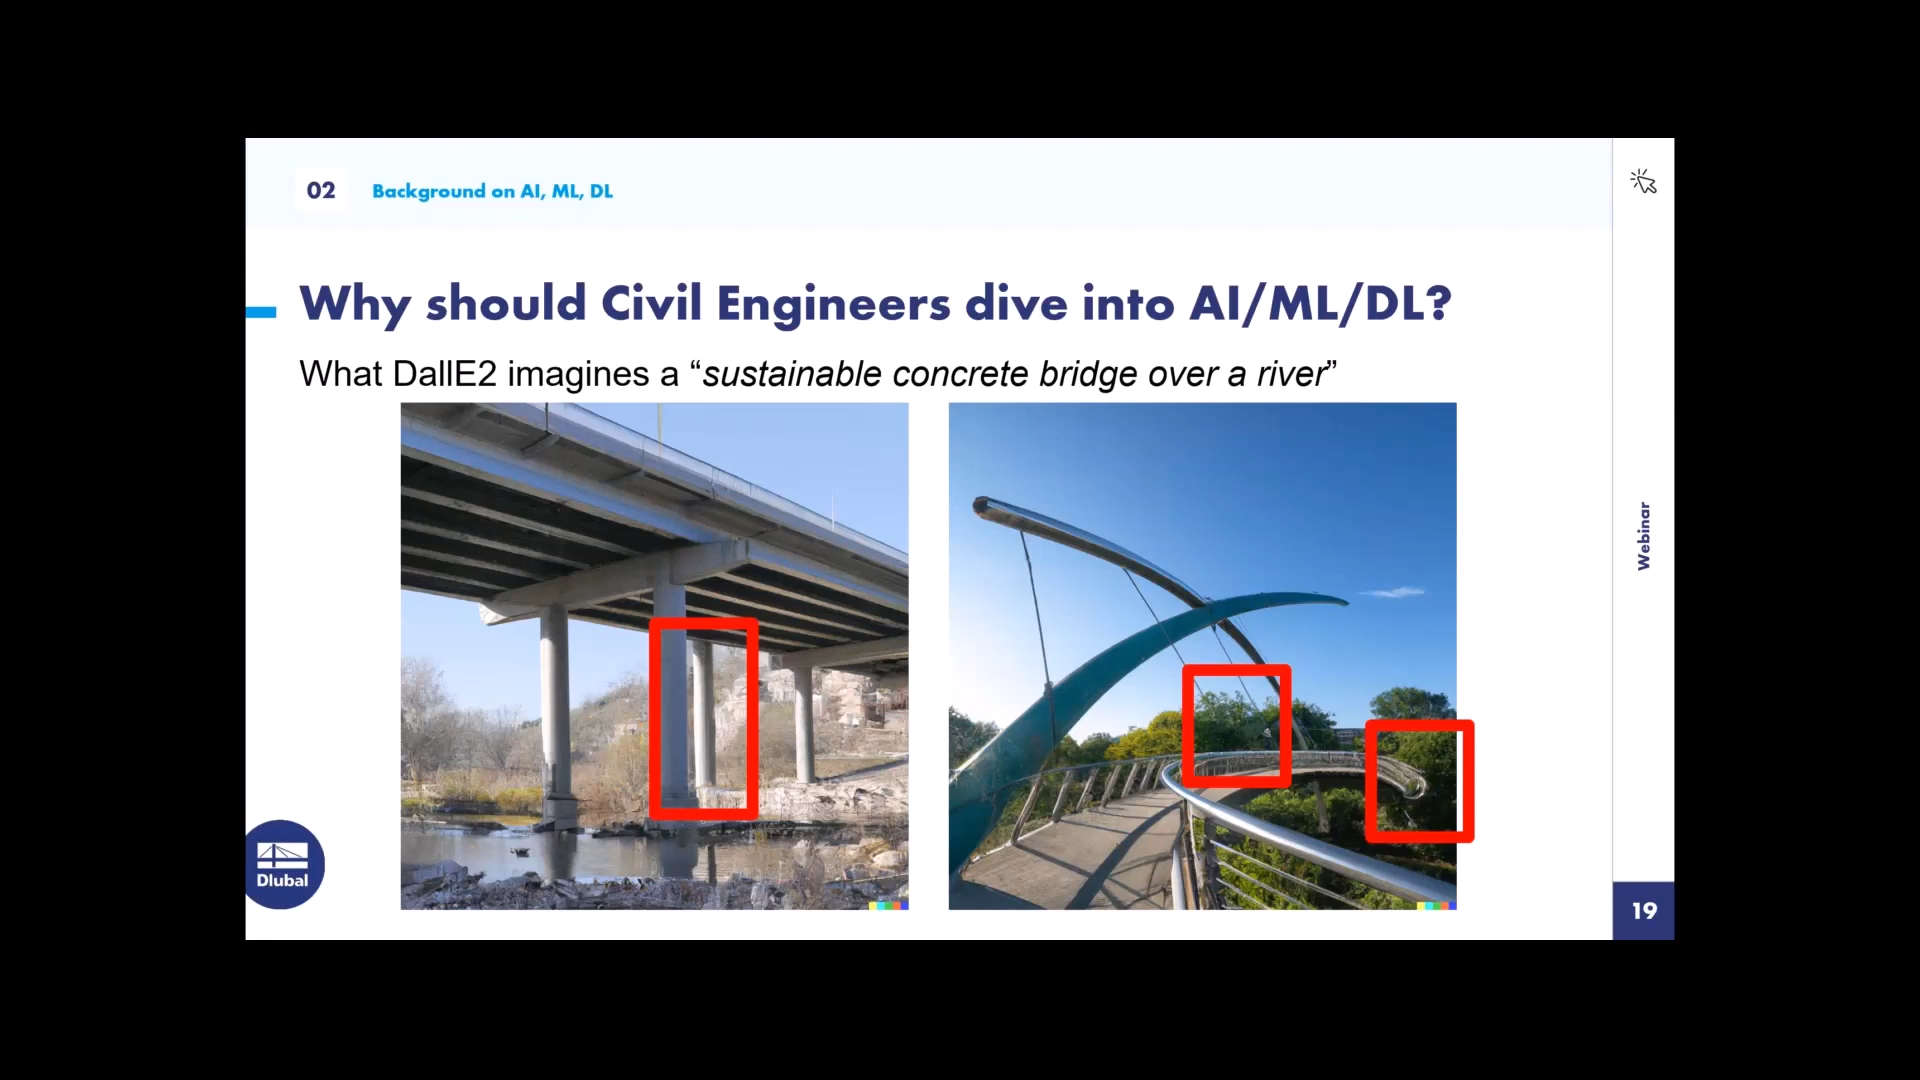 02
Background on AI, ML, DL
Why should Civil Engineers dive into AI/ML/DL?
What DallE2 imagines a “sustainable concrete bridge over a river”
Webinar
Dlubal
19